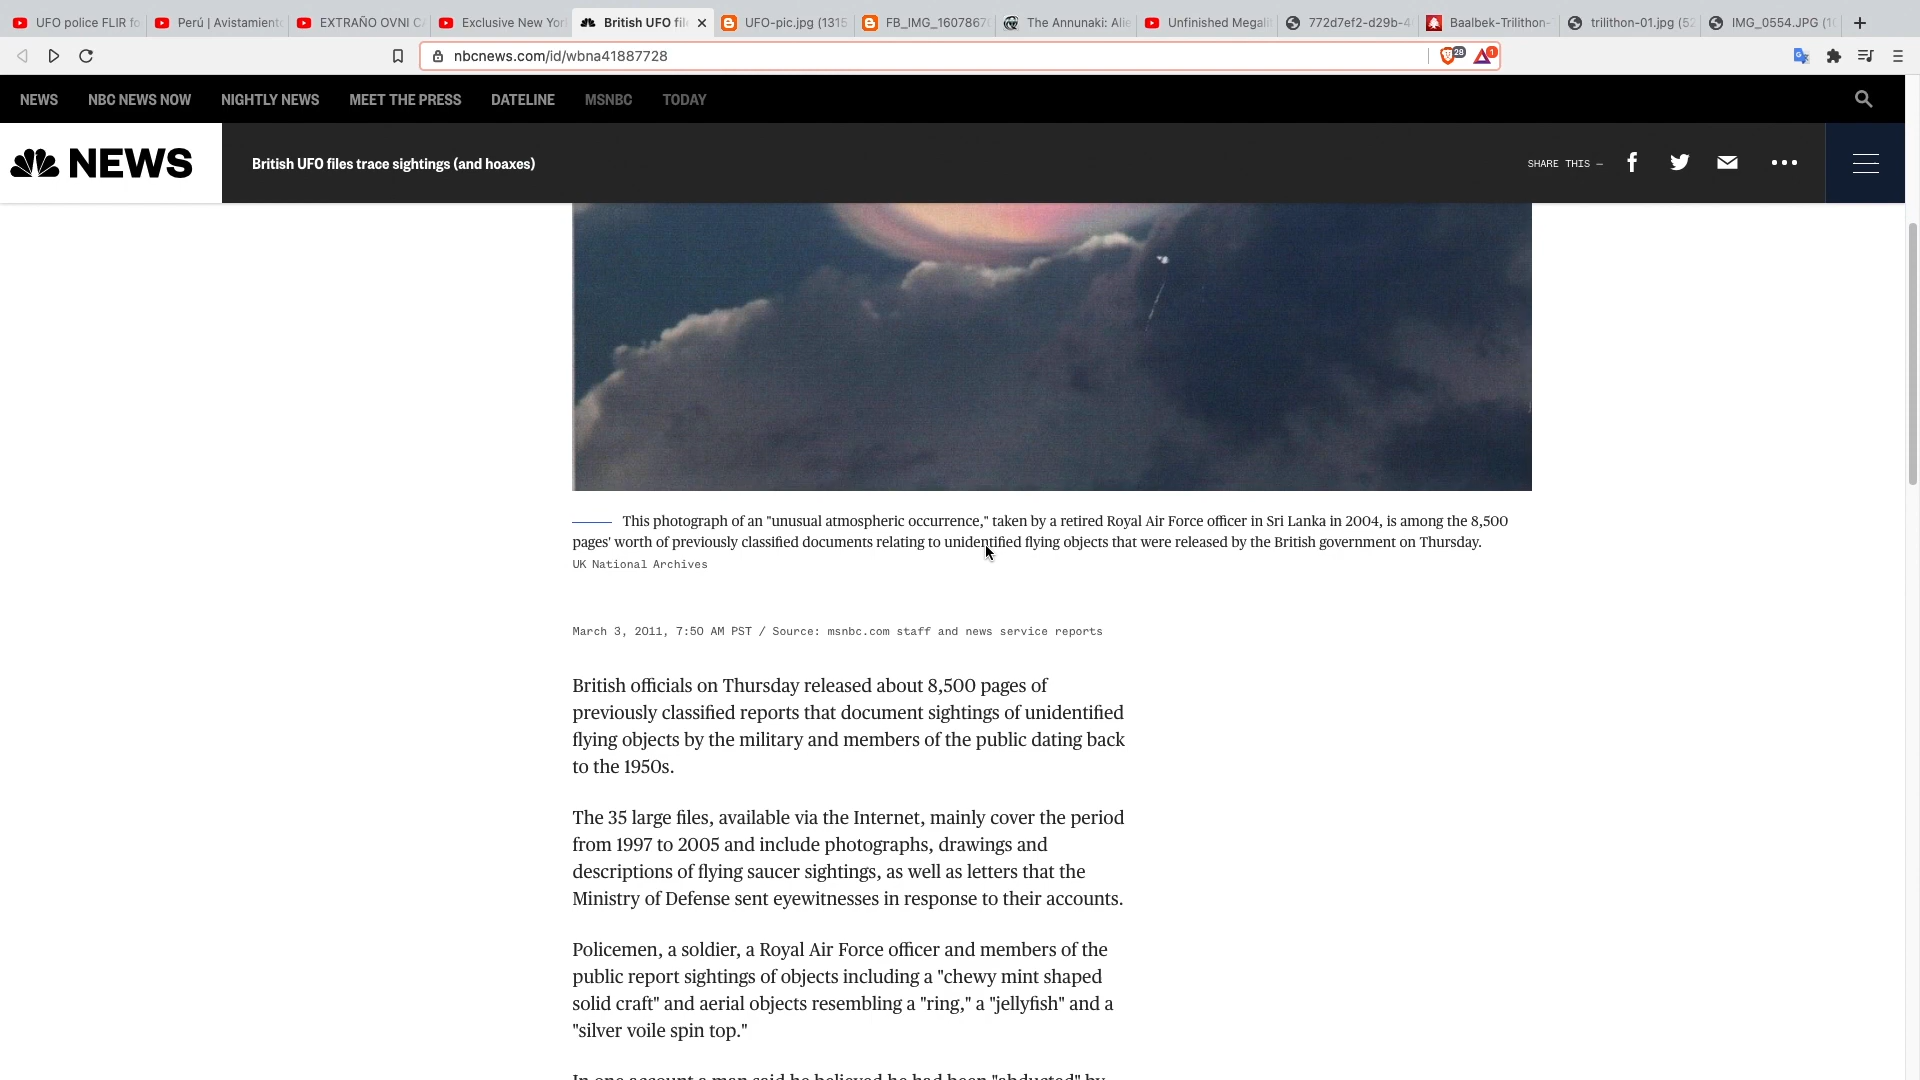 UFO police FLIR fo
Perú | Avistamient
EXTRAÑO OVNI C
Exclusive New Yor
British UFO fil
UFO-pic.jpg (1315
FB_IMG_1607867
The Annunaki: Alie
Unfinished Megali
772d7ef2-d29b-4
Baalbek-Trilithon-
trilithon-01.jpg (52
IMG_0554.JPG (1
nbcnews.com/id/wbna41887728
28
1
NEWS
NBC NEWS NOW
NIGHTLY NEWS
MEET THE PRESS
DATELINE
MSNBC
TODAY
NEWS
British UFO files trace sightings (and hoaxes)
SHARE THIS —
This photograph of an "unusual atmospheric occurrence," taken by a retired Royal Air Force officer in Sri Lanka in 2004, is among the 8,500
pages' worth of previously classified documents relating to unidentified flying objects that were released by the British government on Thursday.
UK National Archives
March 3, 2011, 7:50 AM PST / Source: msnbc.com staff and news service reports
British officials on Thursday released about 8,500 pages of
previously classified reports that document sightings of unidentified
flying objects by the military and members of the public dating back
to the 1950s.
The 35 large files, available via the Internet, mainly cover the period
from 1997 to 2005 and include photographs, drawings and
descriptions of flying saucer sightings, as well as letters that the
Ministry of Defense sent eyewitnesses in response to their accounts.
Policemen, a soldier, a Royal Air Force officer and members of the
public report sightings of objects including a "chewy mint shaped
solid craft" and aerial objects resembling a "ring," a "jellyfish" and a
"silver voile spin top."
In one account a man said he believed he had been "abducted" by